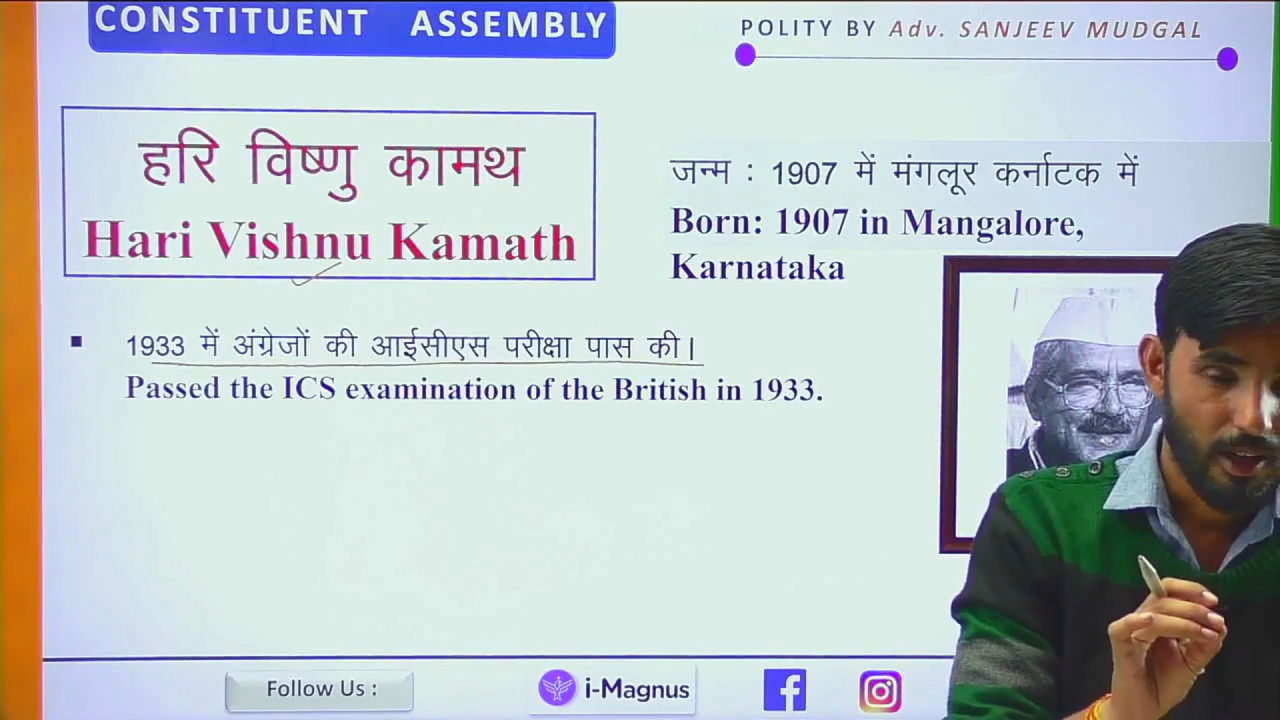 CONSTITUENT ASSEMBLY
POLITY BY Adv. SANJEEV MUDGAL
हरि विष्णु कामथ
Hari Vishnu Kamath
जन्म : 1907 में मंगलूर कर्नाटक में
Born: 1907 in Mangalore,
Karnataka
1933 में अंग्रेजों की आईसीएस परीक्षा पास की।
Passed the ICS examination of the British in 1933.
Follow Us :
i-Magnus